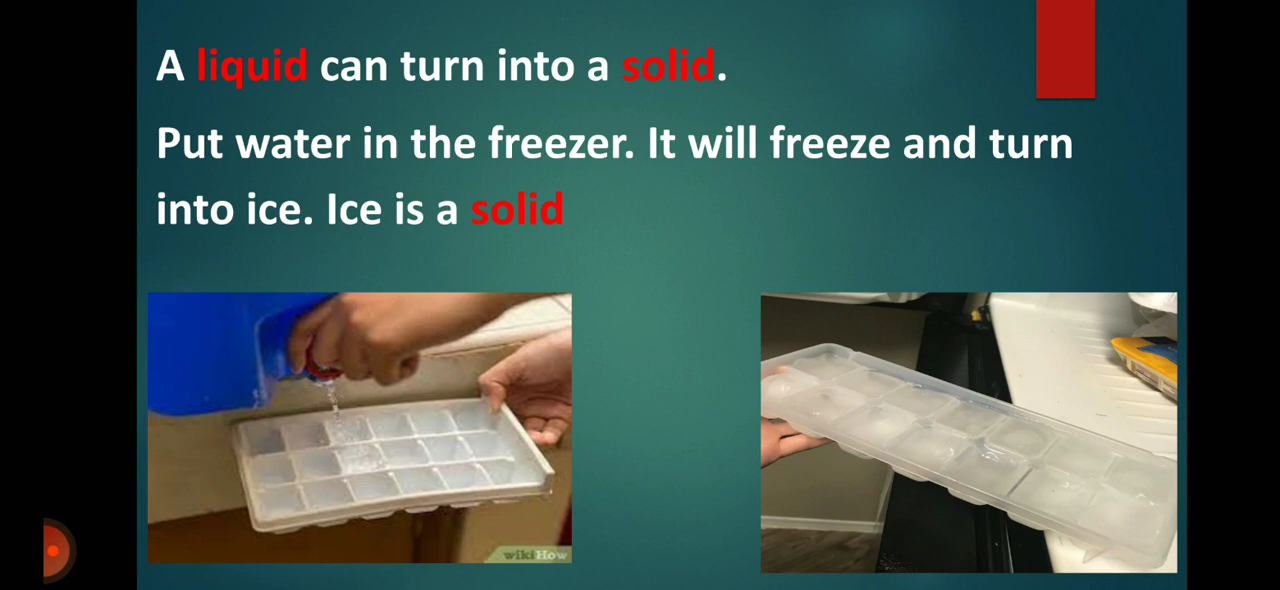 A liquid can turn into a solid.
Put water in the freezer. It will freeze and turn
into ice. Ice is a solid
wikiHow